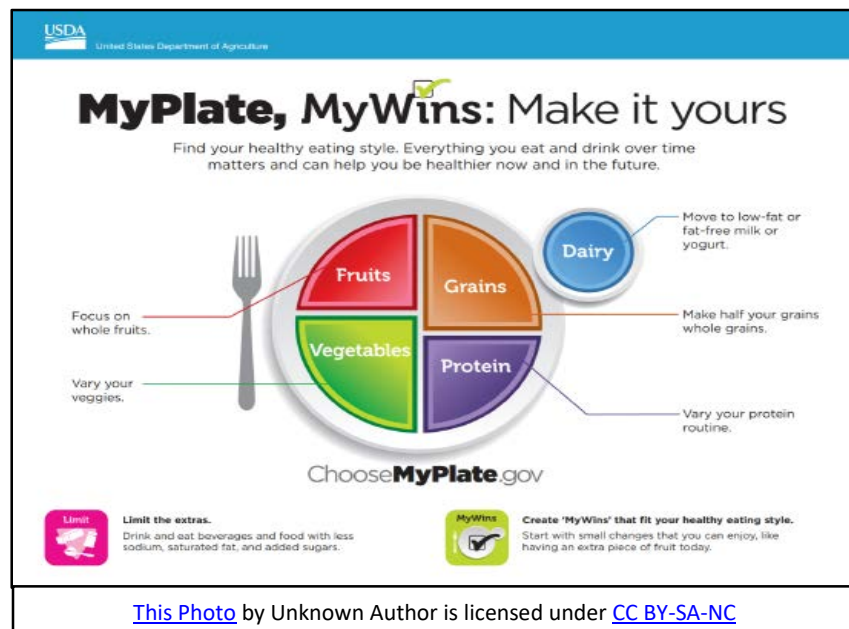 USDA
United States Department of Agriculture
MyPlate, MyWins: Make it yours
Find your healthy eating style. Everything you eat and drink over time
matters and can help you be healthier now and in the future.
Fruits
Grains
Dairy
Vegetables
Protein
Focus on
whole fruits.
Vary your
veggies.
Move to low-fat or
fat-free milk or
yogurt.
Make half your grains
whole grains.
Vary your protein
routine.
ChooseMyPlate.gov
Limit
Limit the extras.
Drink and eat beverages and food with less
sodium, saturated fat, and added sugars.
MyWins
Create 'MyWins' that fit your healthy eating style.
Start with small changes that you can enjoy, like
having an extra piece of fruit today.
This Photo by Unknown Author is licensed under CC BY-SA-NC